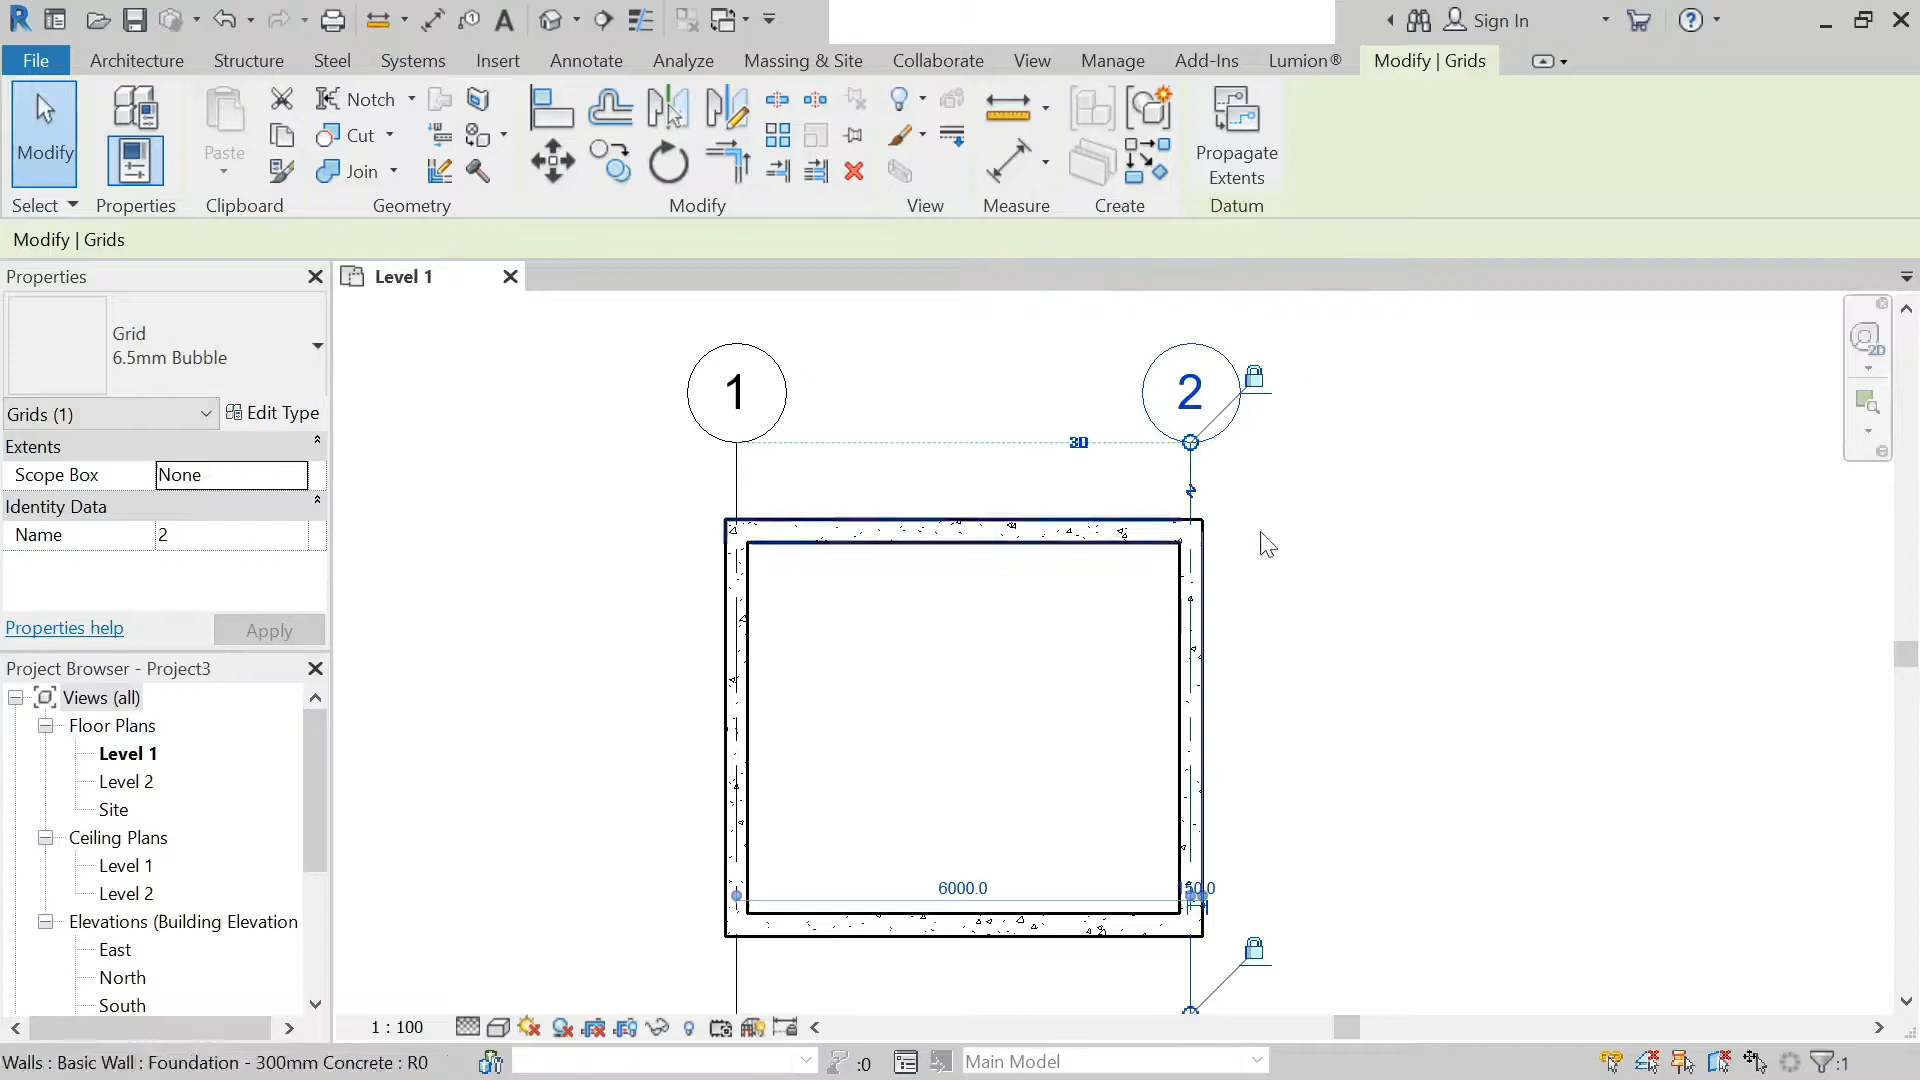 Sign In
File Architecture Structure Steel Systems Insert Annotate Analyze Massing & Site Collaborate View Manage Add-Ins Lumion® Modify | Grids
Modify
Paste
Notch
Cut
Join
Propagate
Extents
Select Properties Clipboard Geometry Modify View Measure Create Datum
Modify | Grids
Properties
Level 1
Grid
6.5mm Bubble
Grids (1)
Edit Type
Extents
Scope Box None
Identity Data
Name 2
Properties help
Apply
1
2
3D
6000.0
150.0
Project Browser - Project3
Views (all)
Floor Plans
Level 1
Level 2
Site
Ceiling Plans
Level 1
Level 2
Elevations (Building Elevation
East
North
South
1 : 100
Walls : Basic Wall : Foundation - 300mm Concrete : R0
:0
Main Model
:1
2D